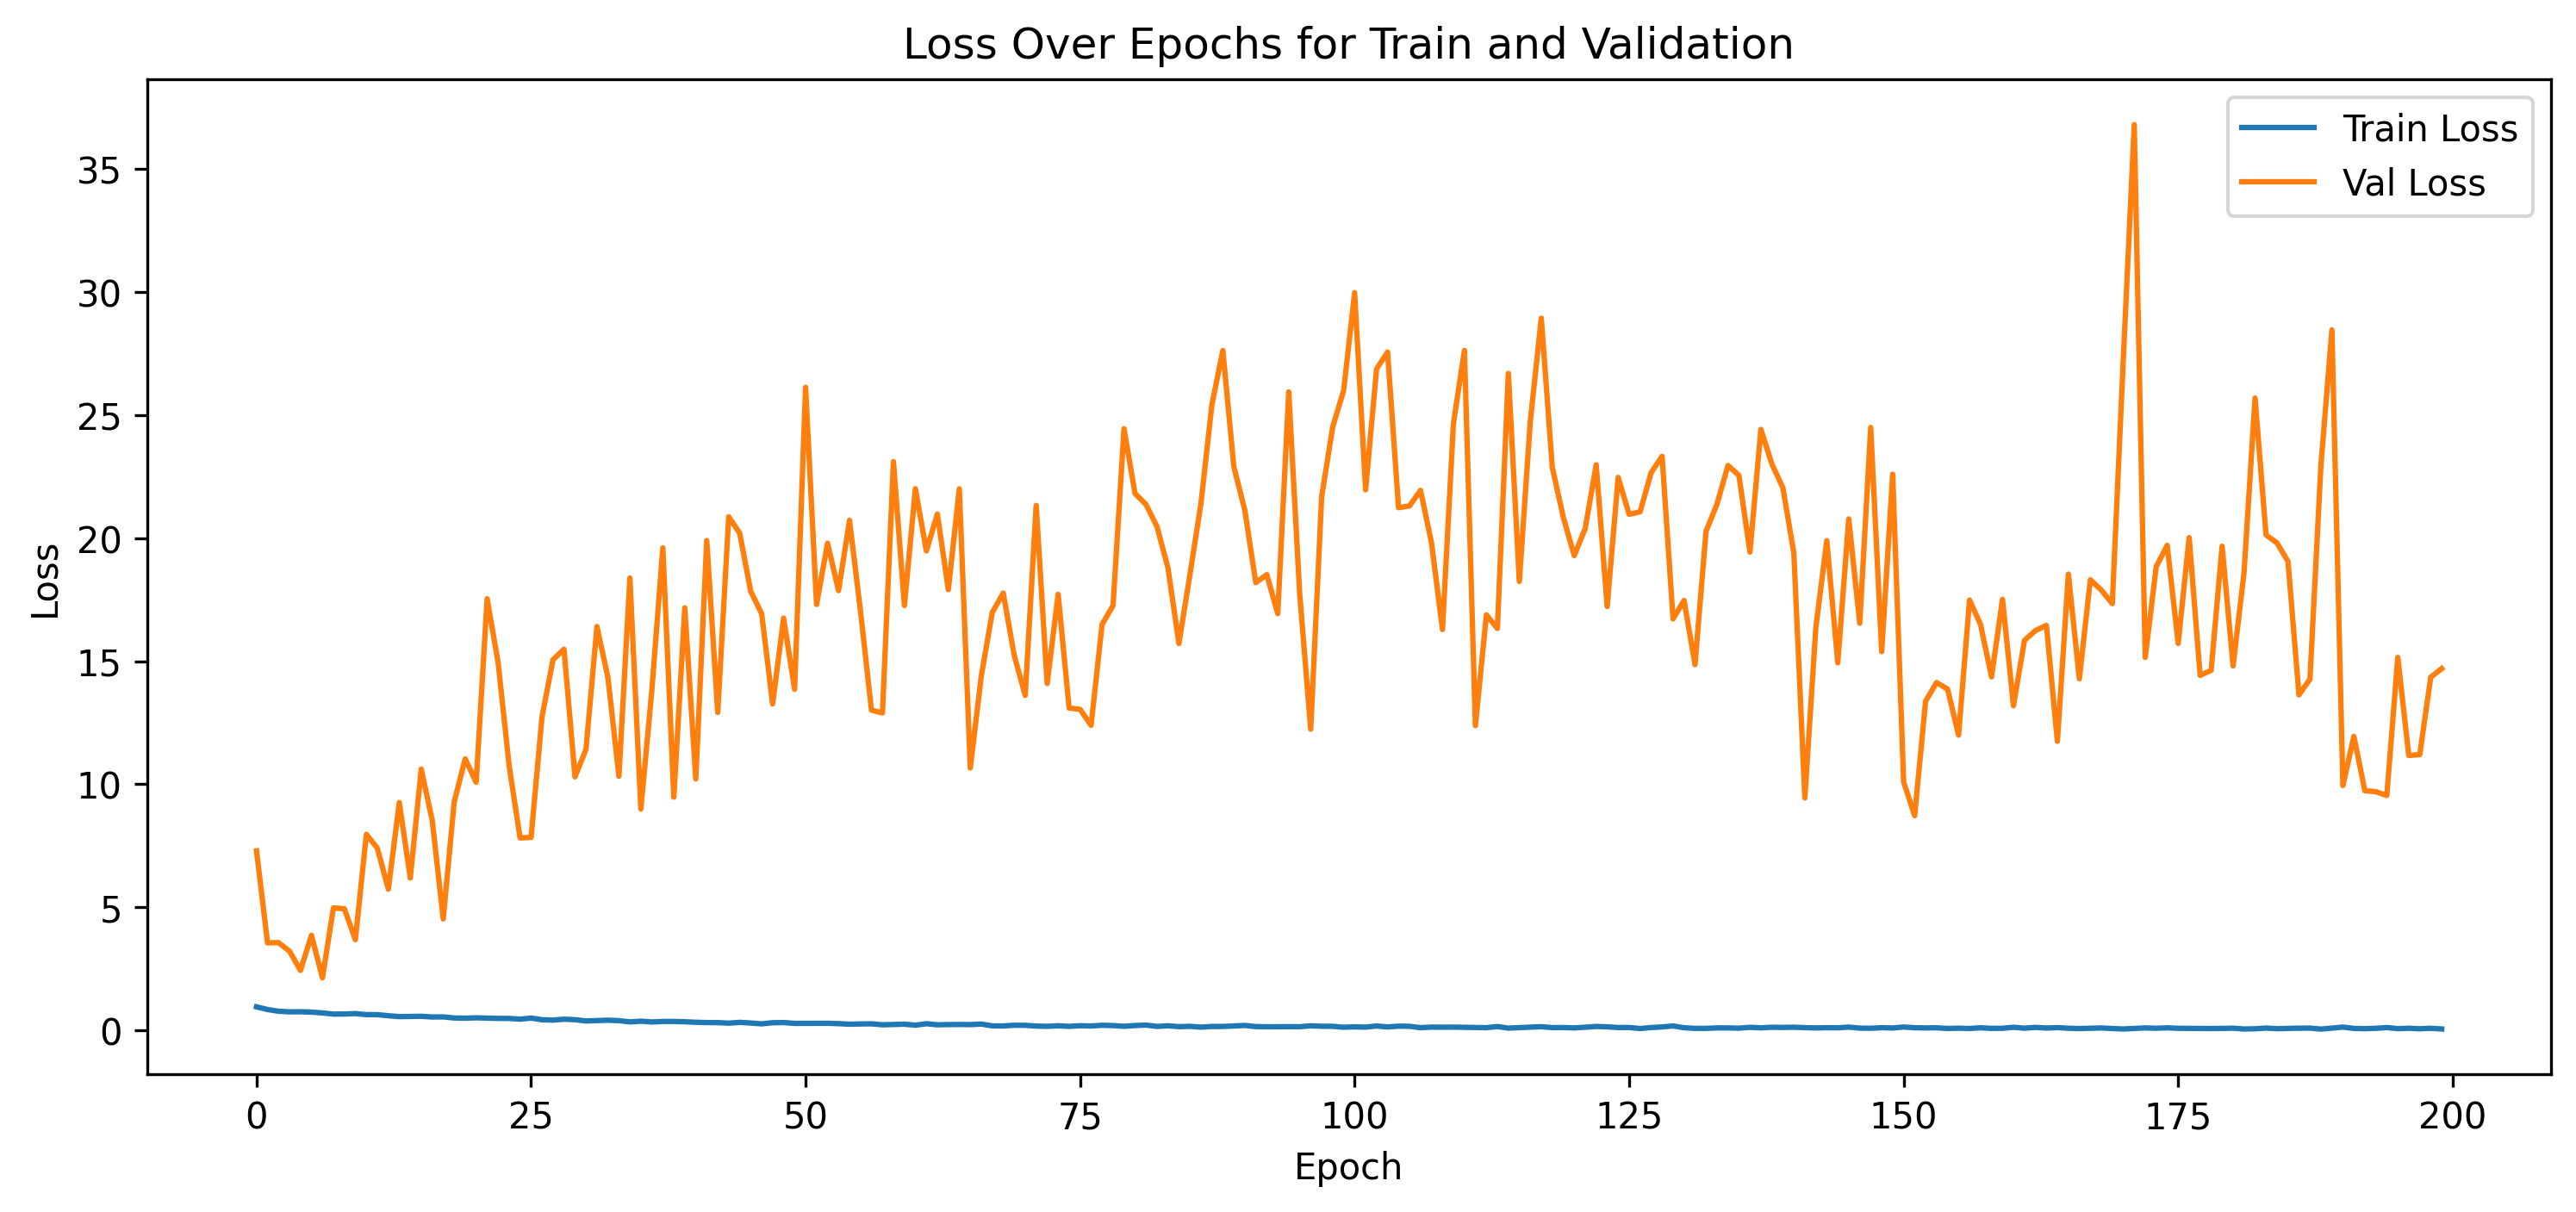 Loss Over Epochs for Train and Validation
Train Loss
Val Loss
35
30
25
20
15
10
5
0
Loss
0 25 50 75 100 125 150 175 200
Epoch